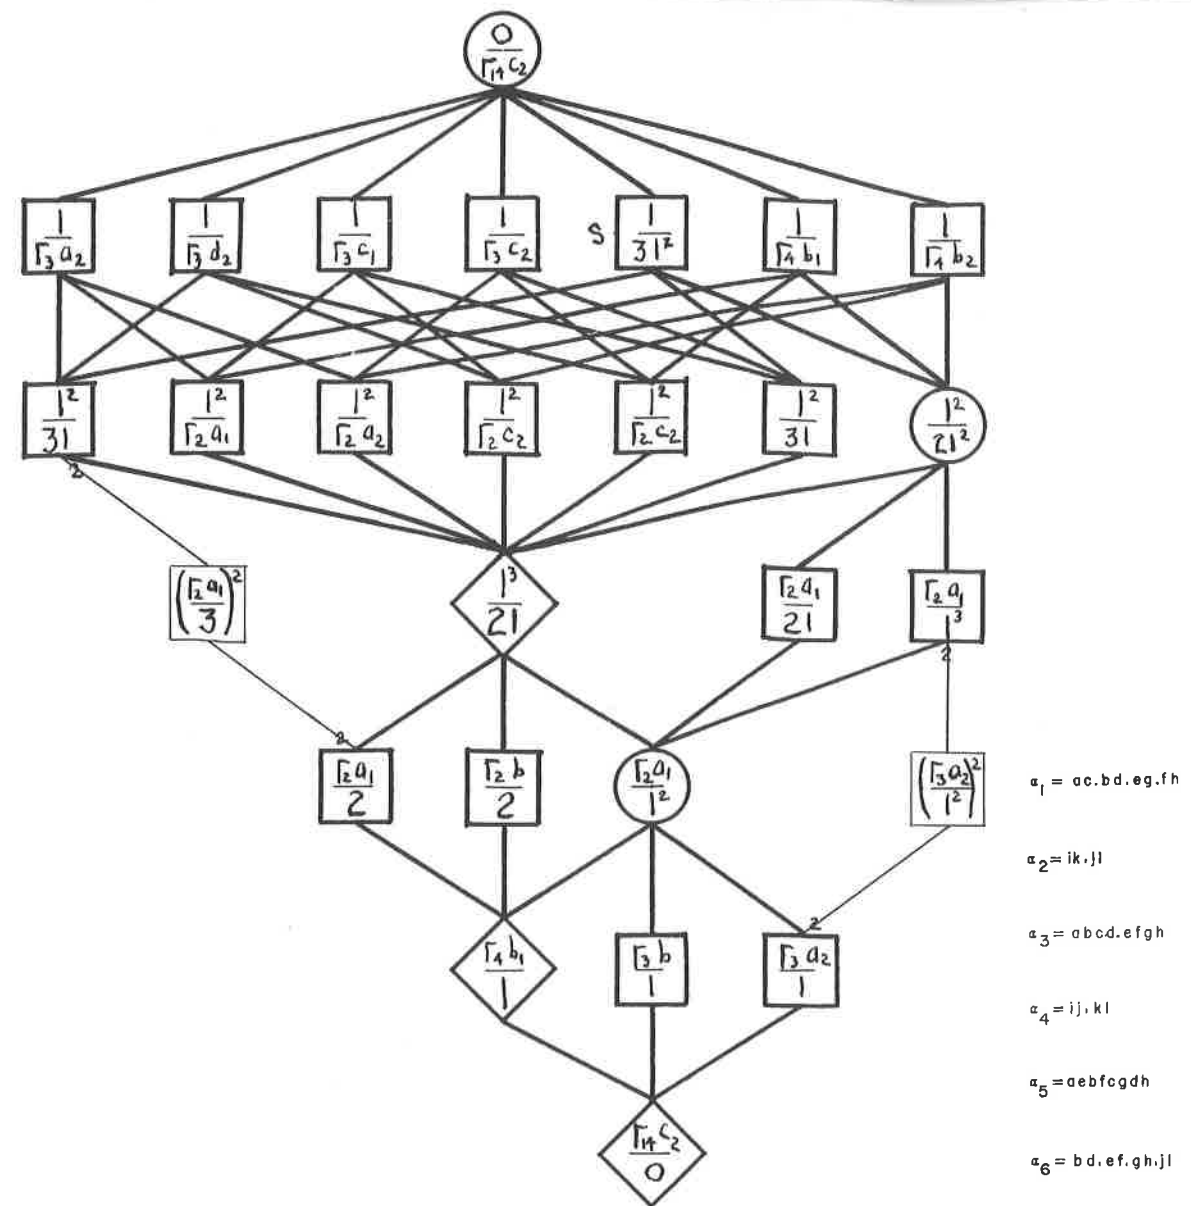 0
Γ₁₄c₂
1 1 1 1 1 1 1
Γ₃a₂ Γ₃d₂ Γ₃c₁ Γ₃c₂ S 31² Γ₄b₁ Γ₄b₂
1² 1² 1² 1² 1² 1² 1²
31 Γ₂a₁ Γ₂a₂ Γ₂c₂ Γ₂c₂ 31 21²
2
(Γ₂a₁/3)² 1³/21 Γ₂a₁/21 Γ₂a₁/1³
2
2
Γ₂a₁/2 Γ₂b/2 Γ₂a₁/1² (Γ₃a₂/1²)²
α₁ = ac.bd.eg.fh
α₂ = ik.jl
2
α₃ = abcd.efgh
Γ₄b₁/1 Γ₃b/1 Γ₃a₂/1
α₄ = ij.kl
α₅ = aebfcgdh
Γ₁₄c₂
0
α₆ = bd.ef.gh.jl